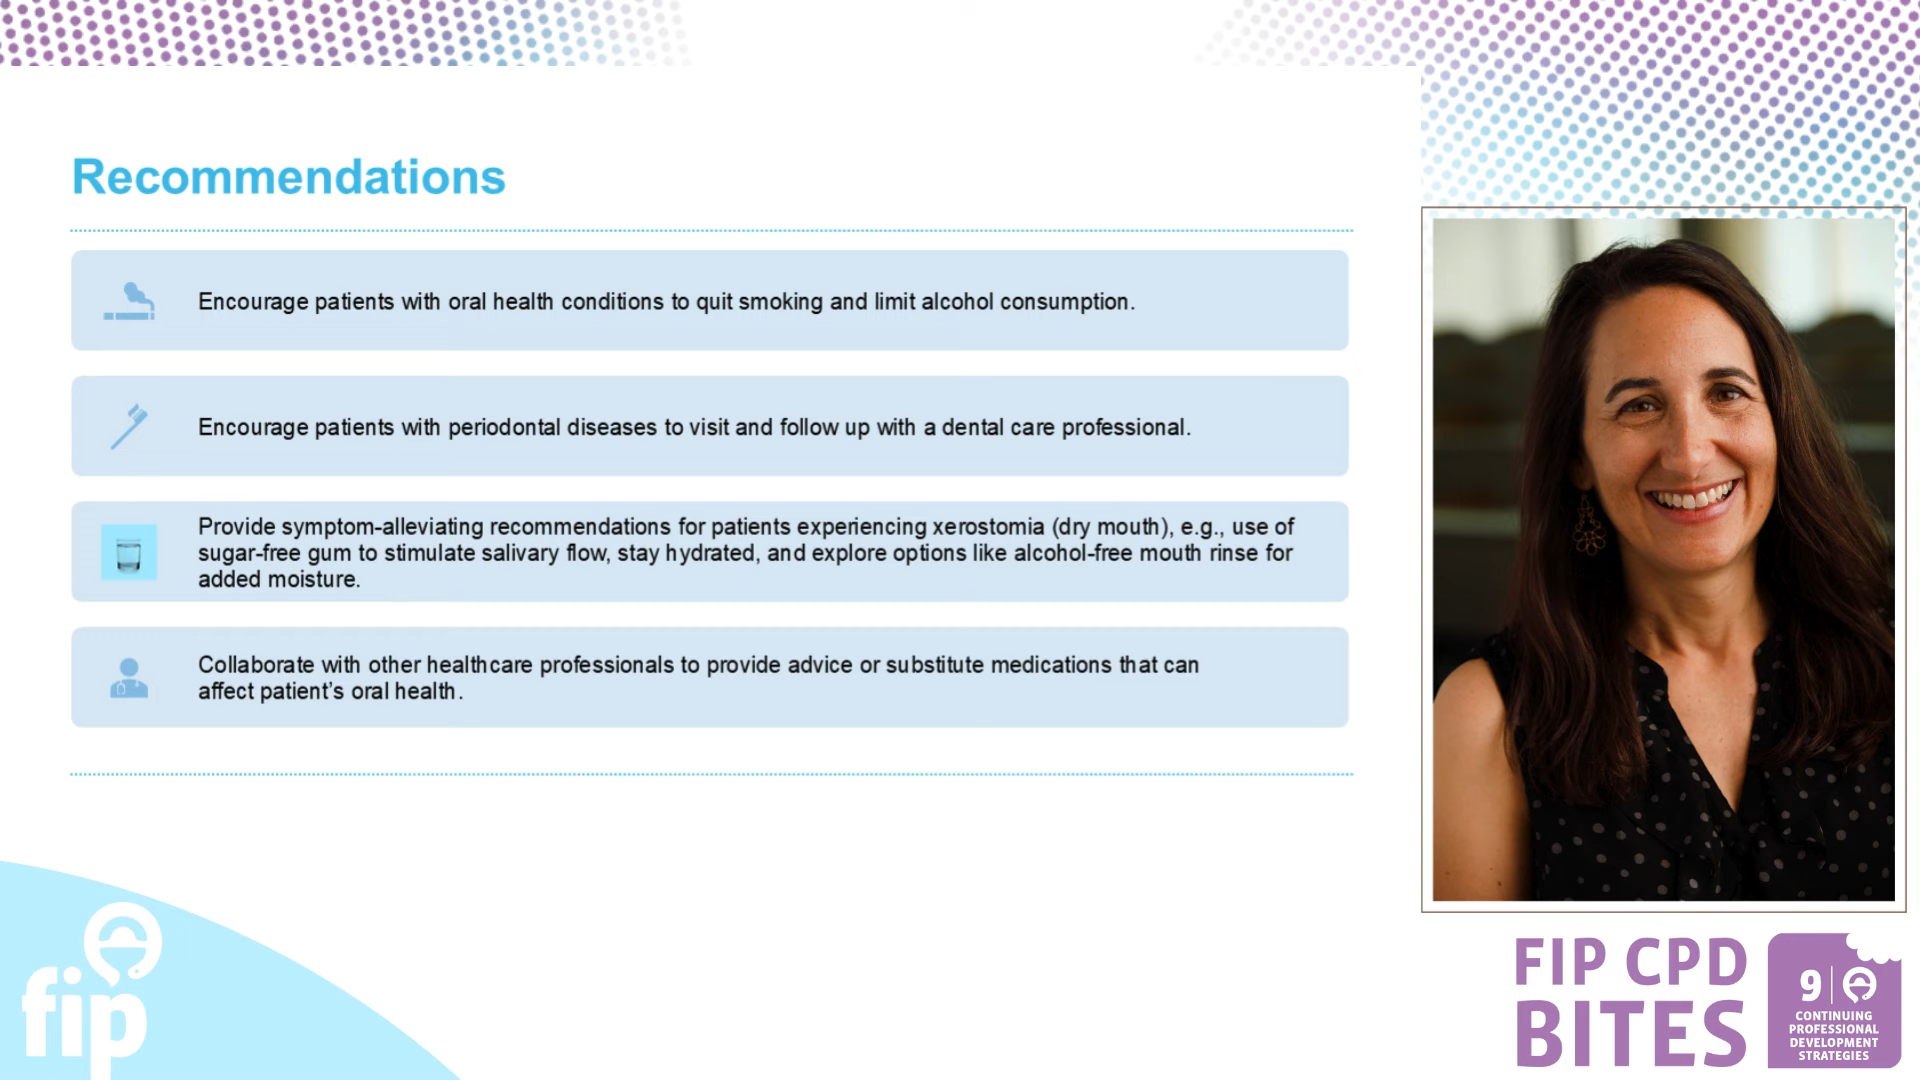 Recommendations
Encourage patients with oral health conditions to quit smoking and limit alcohol consumption.
Encourage patients with periodontal diseases to visit and follow up with a dental care professional.
Provide symptom-alleviating recommendations for patients experiencing xerostomia (dry mouth), e.g., use of
sugar-free gum to stimulate salivary flow, stay hydrated, and explore options like alcohol-free mouth rinse for
added moisture.
Collaborate with other healthcare professionals to provide advice or substitute medications that can
affect patient’s oral health.
fip
FIP CPD
BITES
9
CONTINUING
PROFESSIONAL
DEVELOPMENT
STRATEGIES